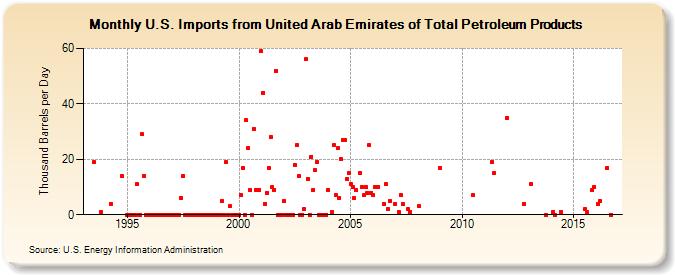 Monthly U.S. Imports from United Arab Emirates of Total Petroleum Products
Thousand Barrels per Day
60
40
20
0
1995 2000 2005 2010 2015
Source: U.S. Energy Information Administration